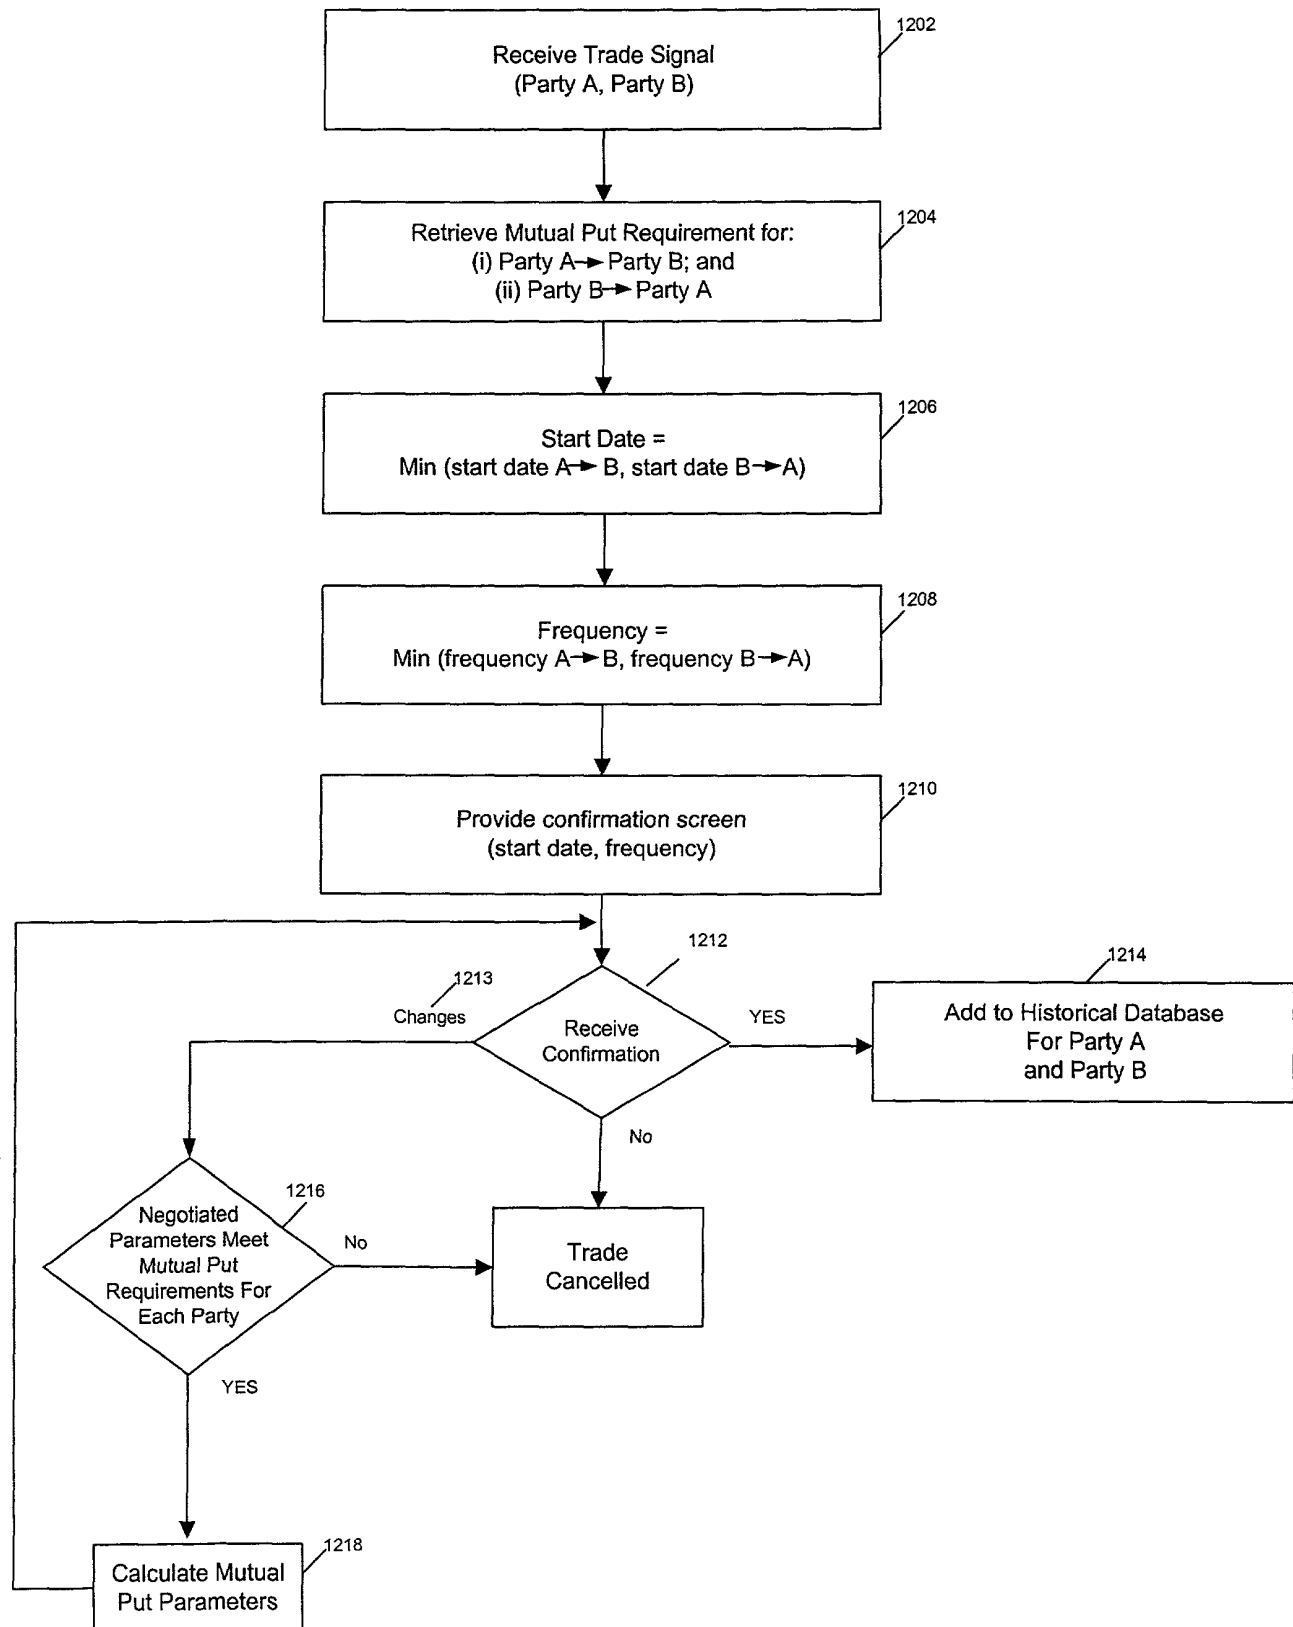 1202
Receive Trade Signal
(Party A, Party B)
1204
Retrieve Mutual Put Requirement for:
(i) Party A → Party B; and
(ii) Party B → Party A
1206
Start Date =
Min (start date A → B, start date B → A)
1208
Frequency =
Min (frequency A → B, frequency B → A)
1210
Provide confirmation screen
(start date, frequency)
1212
1213
Changes
Receive
Confirmation
YES
1214
Add to Historical Database
For Party A
and Party B
No
1216
Negotiated
Parameters Meet
Mutual Put
Requirements For
Each Party
No
Trade
Cancelled
YES
1218
Calculate Mutual
Put Parameters